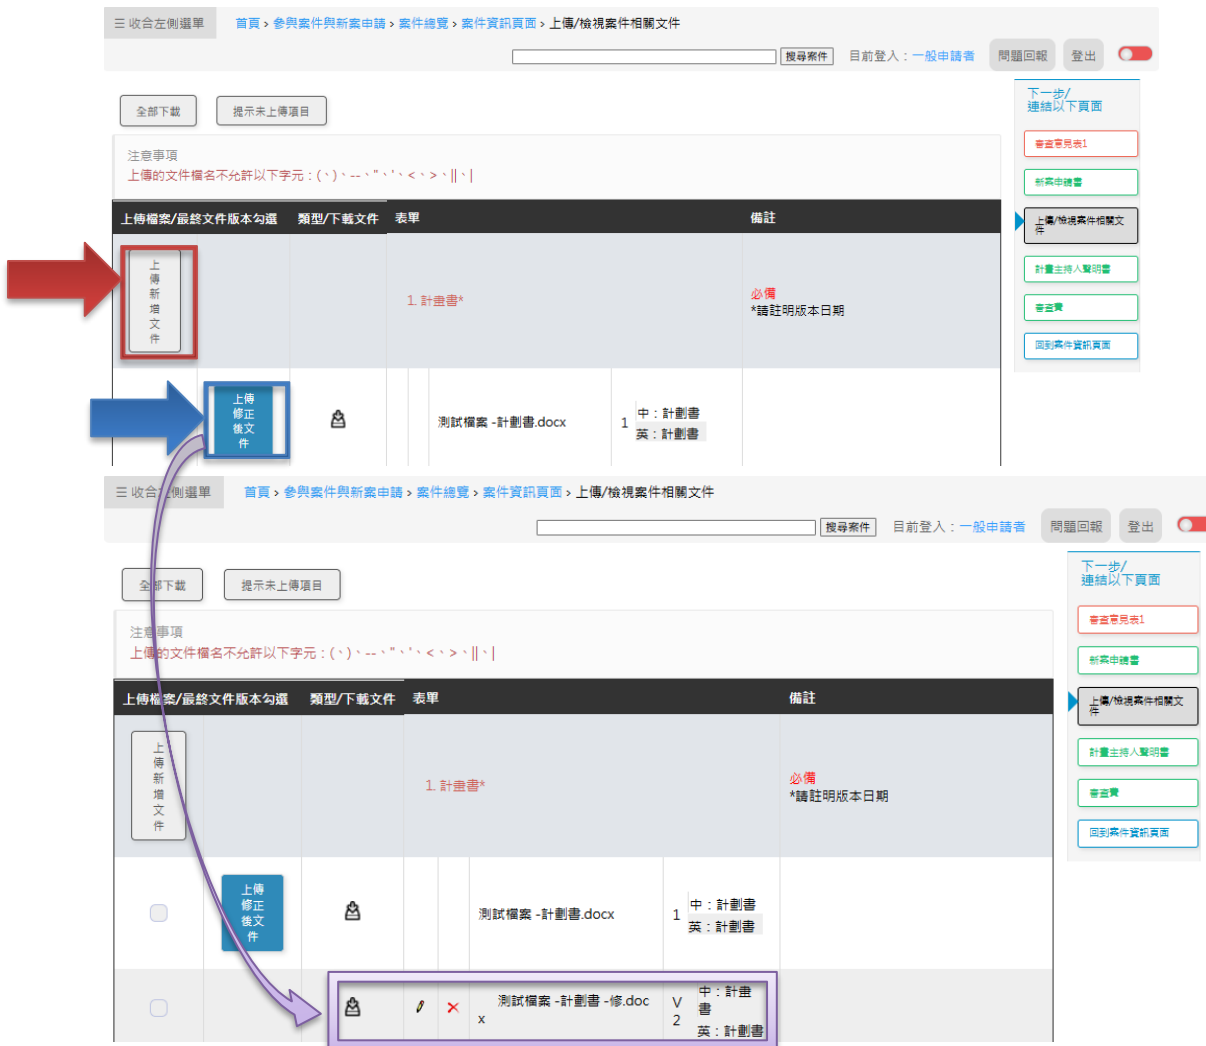 ☰ 收合左側選單 首頁 › 參與案件與新案申請 › 案件總覽 › 案件資訊頁面 › 上傳/檢視案件相關文件
搜尋案件 目前登入：一般申請者 問題回報 登出
全部下載 提示未上傳項目
注意事項
上傳的文件檔名不允許以下字元：(、)、--、"、'、<、>、||、|
上傳檔案/最終文件版本勾選 類型/下載文件 表單 備註
上
傳
新
增
文
件
1. 計畫書*
必備
*請註明版本日期
上傳
修正
後文
件
測試檔案 -計劃書.docx 1
中：計劃書
英：計劃書
下一步/
連結以下頁面
審查意見表1
新案申請書
上傳/檢視案件相關文
件
計畫主持人聲明書
審查費
回到案件資訊頁面
☰ 收合左側選單 首頁 › 參與案件與新案申請 › 案件總覽 › 案件資訊頁面 › 上傳/檢視案件相關文件
搜尋案件 目前登入：一般申請者 問題回報 登出
全部下載 提示未上傳項目
注意事項
上傳的文件檔名不允許以下字元：(、)、--、"、'、<、>、||、|
上傳檔案/最終文件版本勾選 類型/下載文件 表單 備註
上
傳
新
增
文
件
1. 計畫書*
必備
*請註明版本日期
上傳
修正
後文
件
測試檔案 -計劃書.docx 1
中：計劃書
英：計劃書
測試檔案 -計劃書 -修.doc
x
V
2
中：計畫
書
英：計劃書
下一步/
連結以下頁面
審查意見表1
新案申請書
上傳/檢視案件相關文
件
計畫主持人聲明書
審查費
回到案件資訊頁面